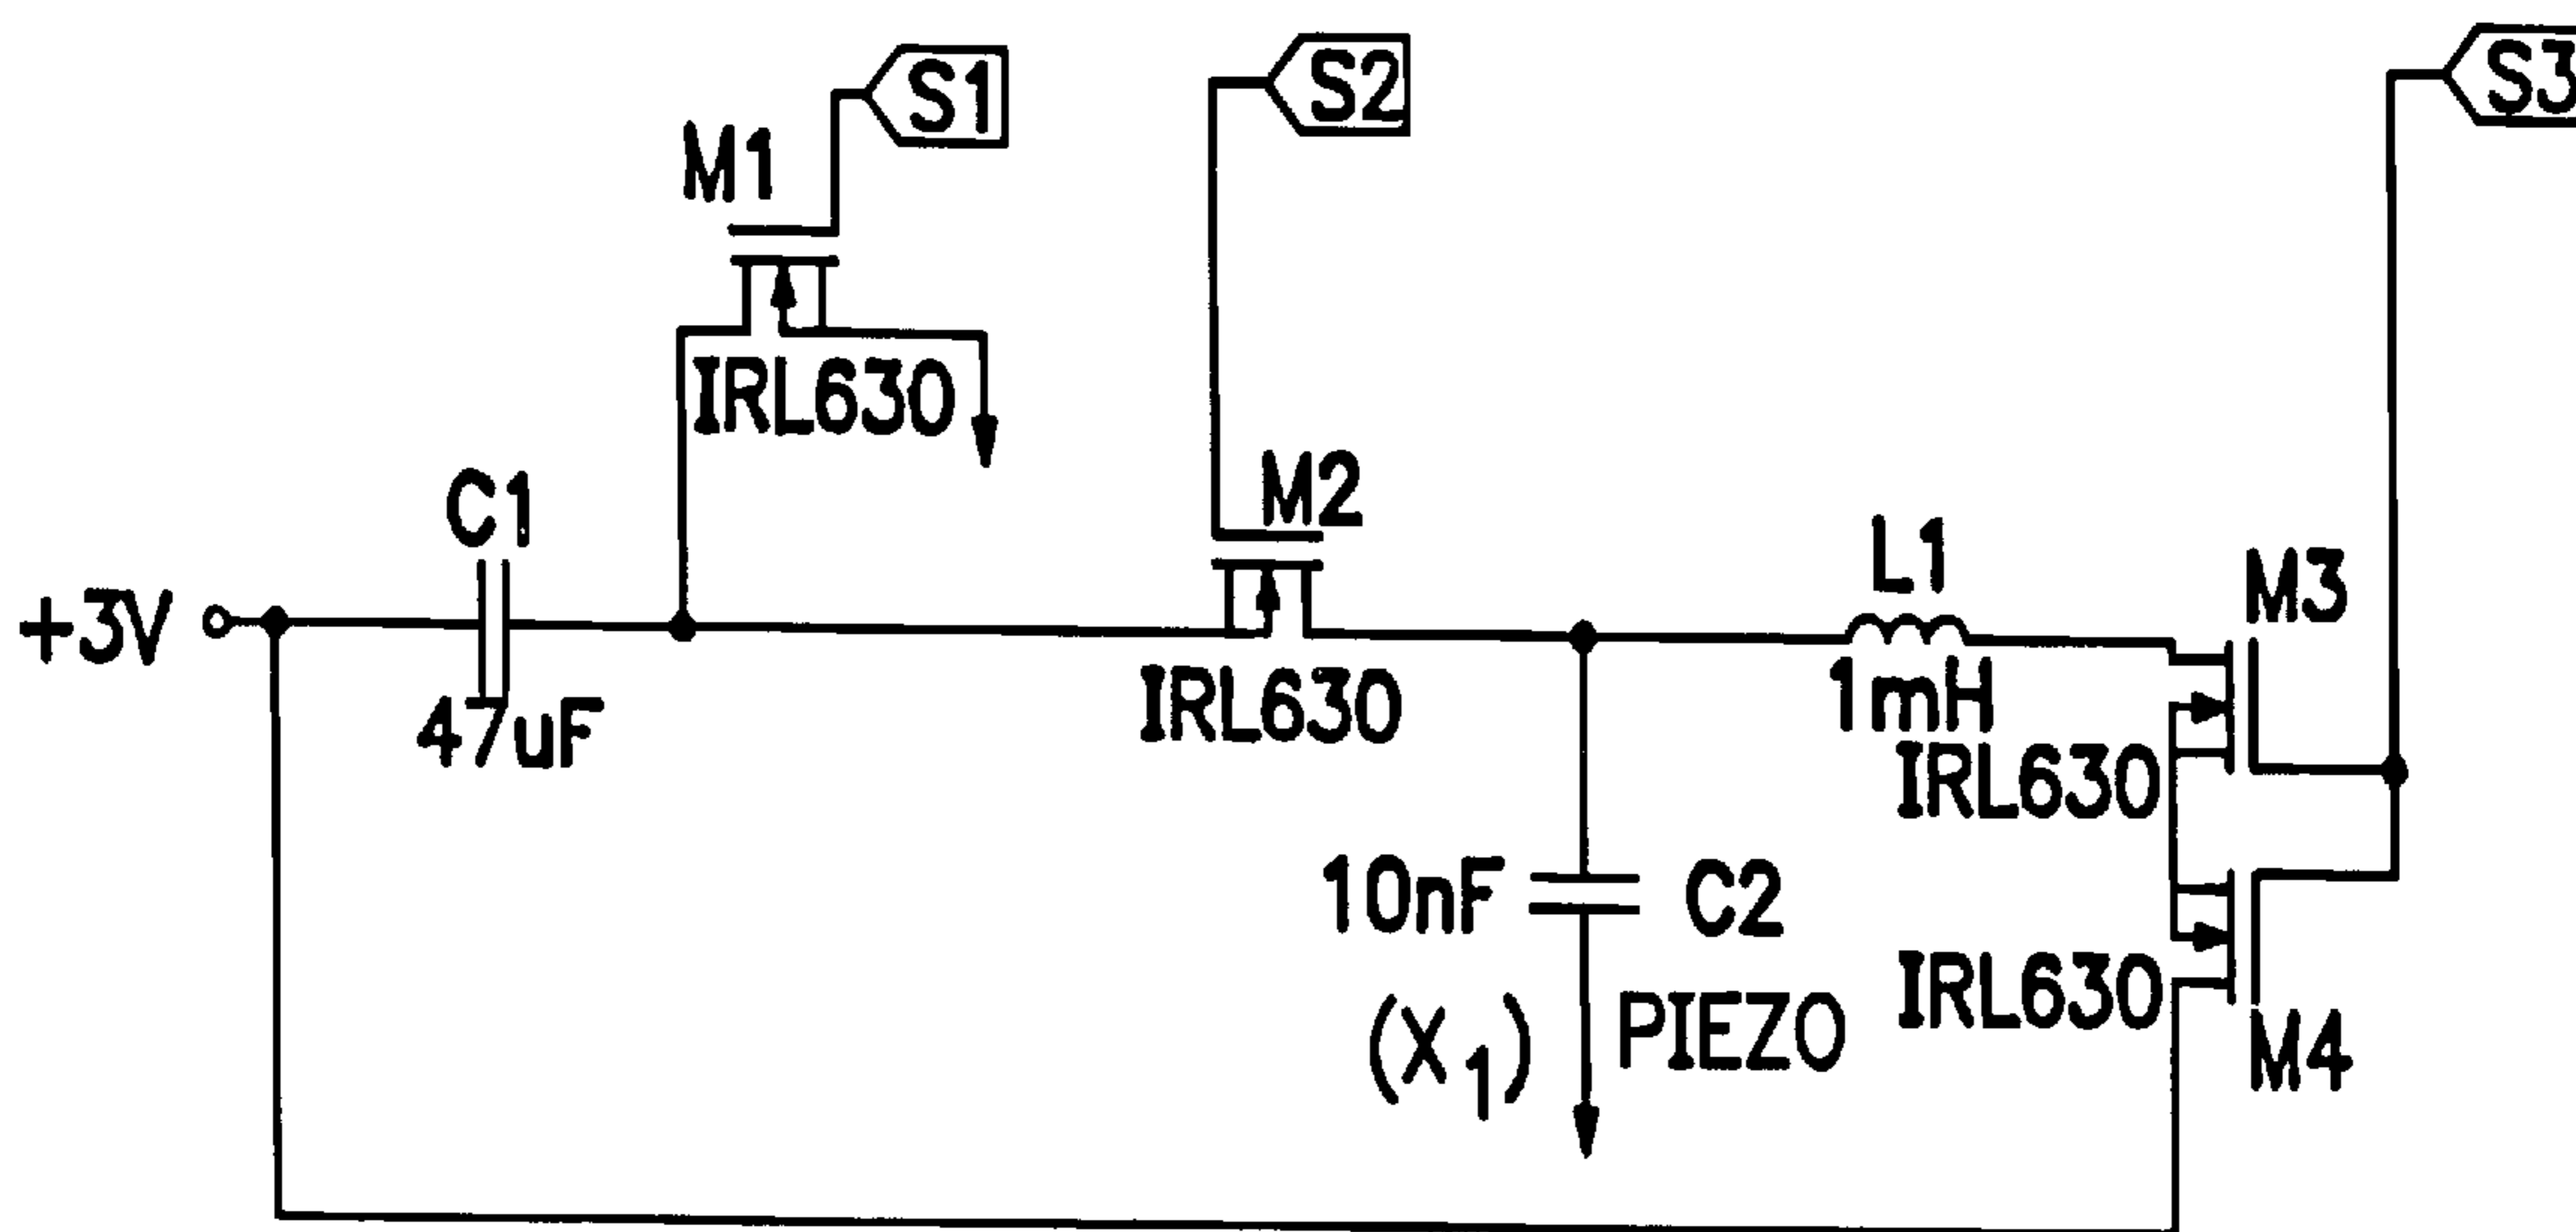 S1
S2
S3
M1
IRL630
M2
IRL630
C1
+3V
47uF
L1
1mH
M3
IRL630
10nF
C2
(X1)
PIEZO
IRL630
M4